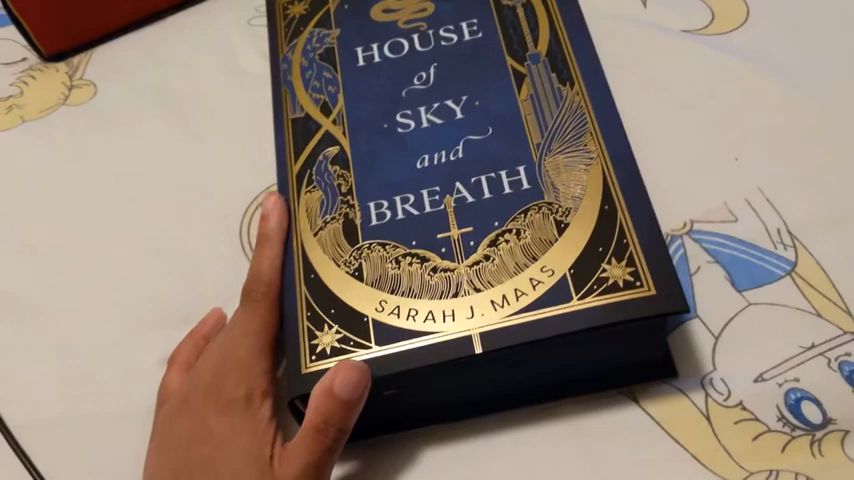 HOUSE
of
SKY
and
BREATH
SARAH J. MAAS